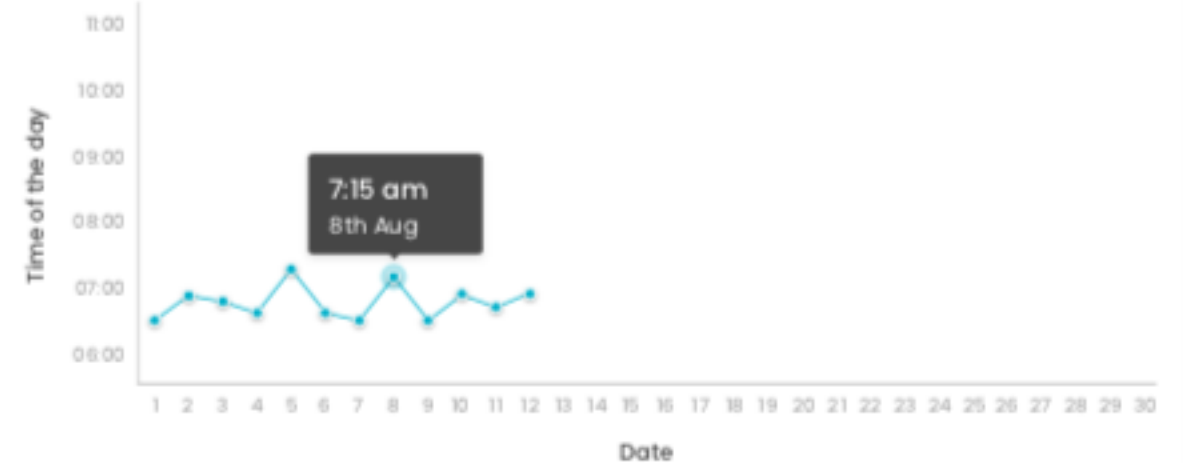 11:00
10:00
09:00
08:00
07:00
06:00
Time of the day
7:15 am
8th Aug
1 2 3 4 5 6 7 8 9 10 11 12 13 14 15 16 17 18 19 20 21 22 23 24 25 26 27 28 29 30
Date